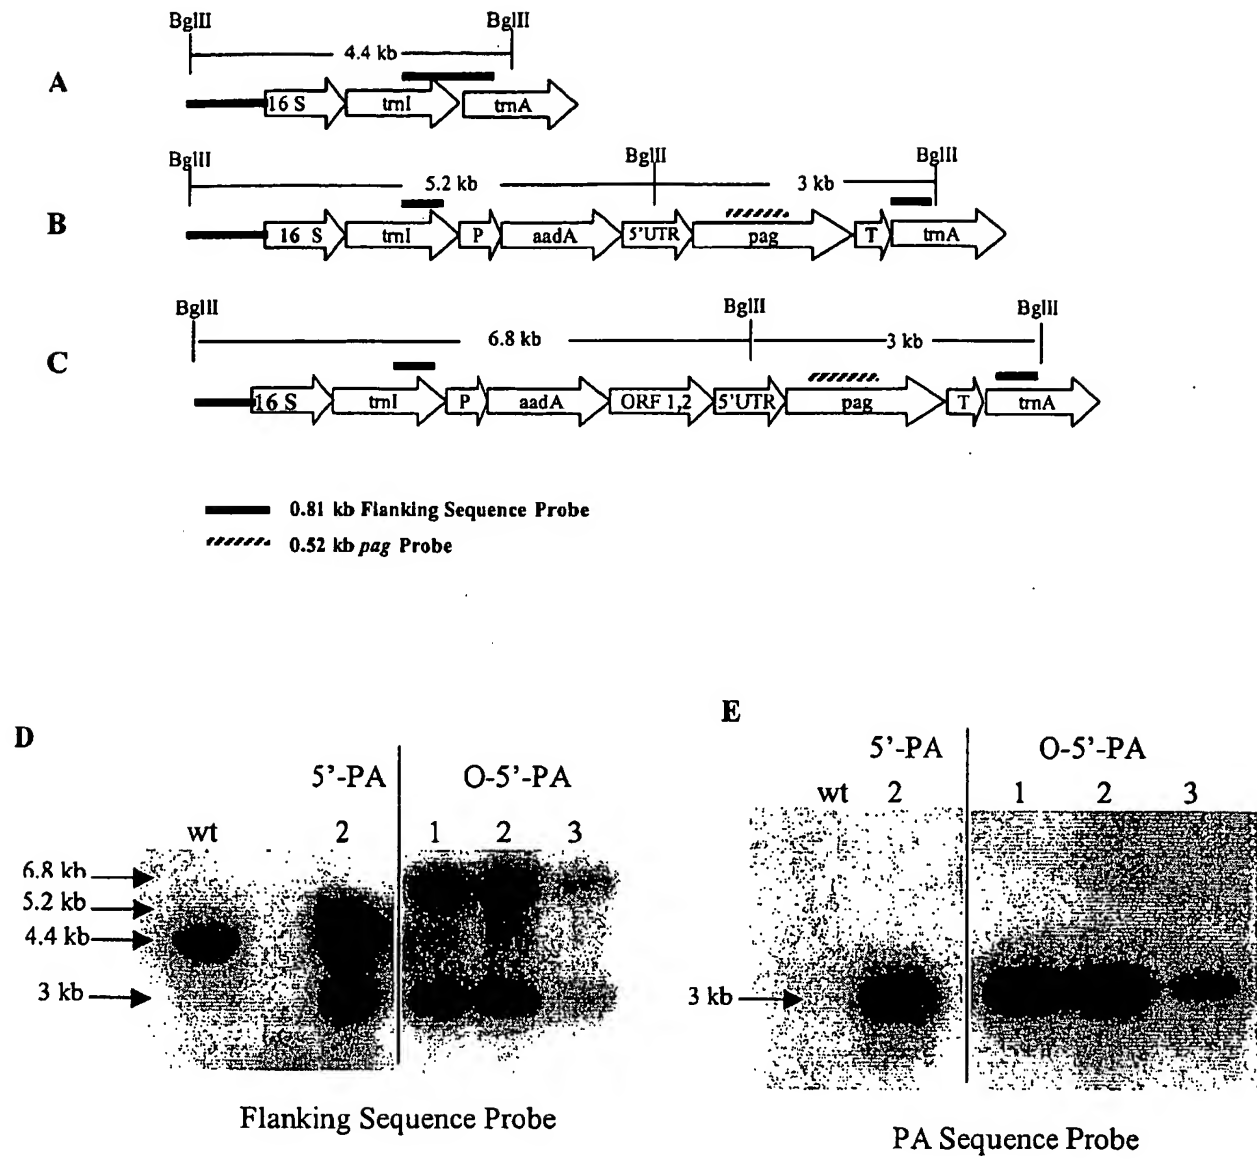 BglII BglII
4.4 kb
A
16 S trnI trnA
BglII BglII BglII
5.2 kb 3 kb
B
16 S trnI P aadA 5'UTR pag T trnA
BglII BglII BglII
6.8 kb 3 kb
C
16 S trnI P aadA ORF 1,2 5'UTR pag T trnA
0.81 kb Flanking Sequence Probe
0.52 kb pag Probe
D
5'-PA O-5'-PA
wt 2 1 2 3
6.8 kb
5.2 kb
4.4 kb
3 kb
Flanking Sequence Probe
E
5'-PA O-5'-PA
wt 2 1 2 3
3 kb
PA Sequence Probe